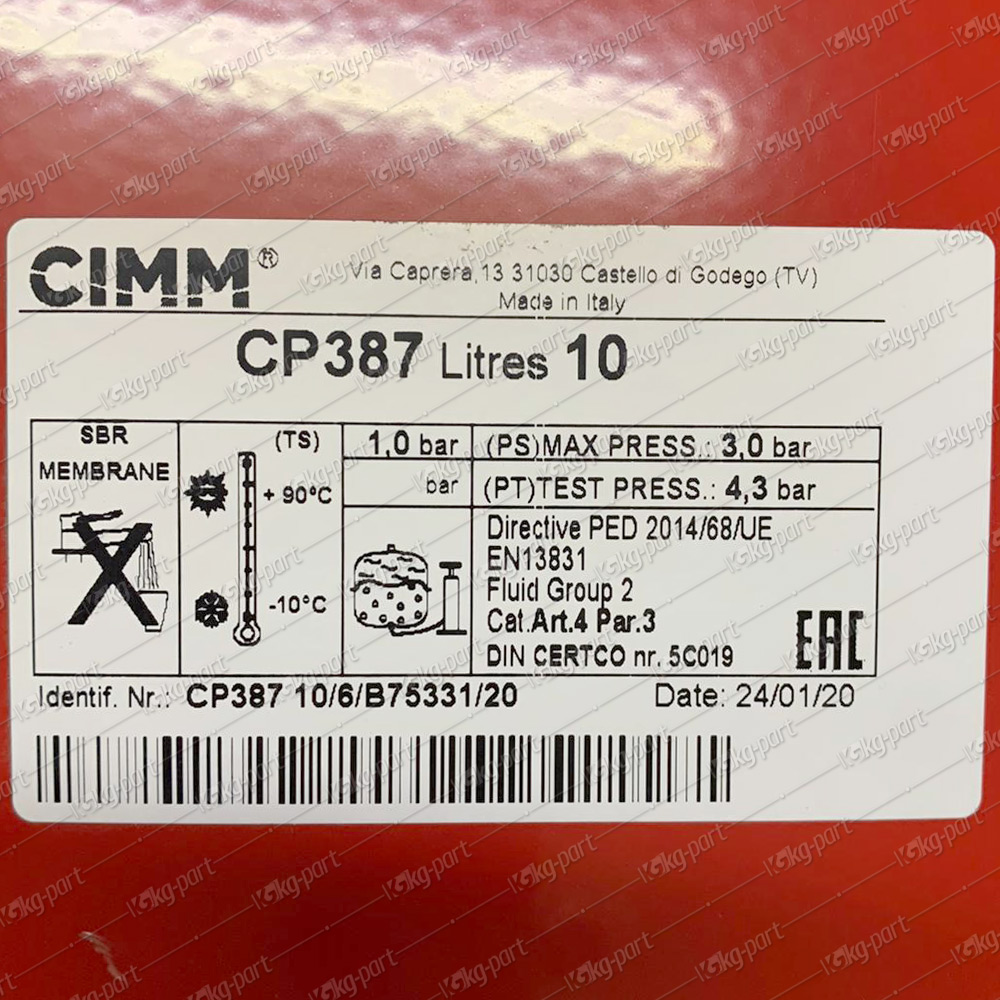 CIMM®
Via Caprera,13 31030 Castello di Godego (TV)
Made in Italy
CP387 Litres 10
SBR
MEMBRANE
(TS)
+ 90°C
-10°C
1,0 bar
bar
(PS)MAX PRESS.: 3,0 bar
(PT)TEST PRESS.: 4,3 bar
Directive PED 2014/68/UE
EN13831
Fluid Group 2
Cat.Art.4 Par.3
DIN CERTCO nr. 5C019
EAC
Identif. Nr.: CP387 10/6/B75331/20
Date: 24/01/20
kg-part